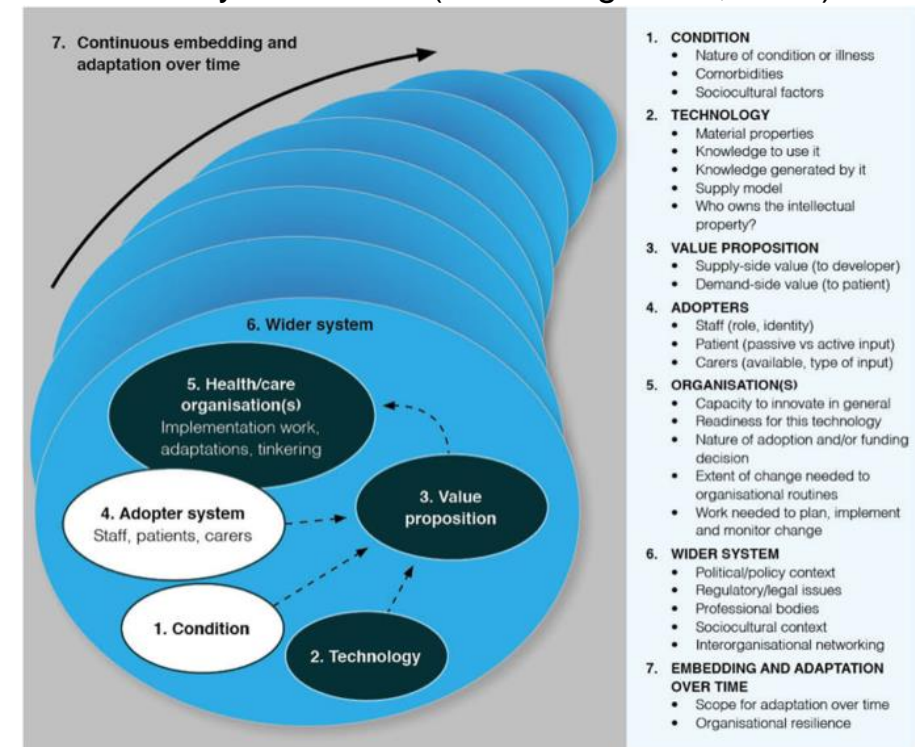 7. Continuous embedding and
adaptation over time
6. Wider system
5. Health/care
organisation(s)
Implementation work,
adaptations, tinkering
3. Value
proposition
4. Adopter system
Staff, patients, carers
1. Condition
2. Technology
1. CONDITION
• Nature of condition or illness
• Comorbidities
• Sociocultural factors
2. TECHNOLOGY
• Material properties
• Knowledge to use it
• Knowledge generated by it
• Supply model
• Who owns the intellectual
property?
3. VALUE PROPOSITION
• Supply-side value (to developer)
• Demand-side value (to patient)
4. ADOPTERS
• Staff (role, identity)
• Patient (passive vs active input)
• Carers (available, type of input)
5. ORGANISATION(S)
• Capacity to innovate in general
• Readiness for this technology
• Nature of adoption and/or funding
decision
• Extent of change needed to
organisational routines
• Work needed to plan, implement
and monitor change
6. WIDER SYSTEM
• Political/policy context
• Regulatory/legal issues
• Professional bodies
• Sociocultural context
• Interorganisational networking
7. EMBEDDING AND ADAPTATION
OVER TIME
• Scope for adaptation over time
• Organisational resilience